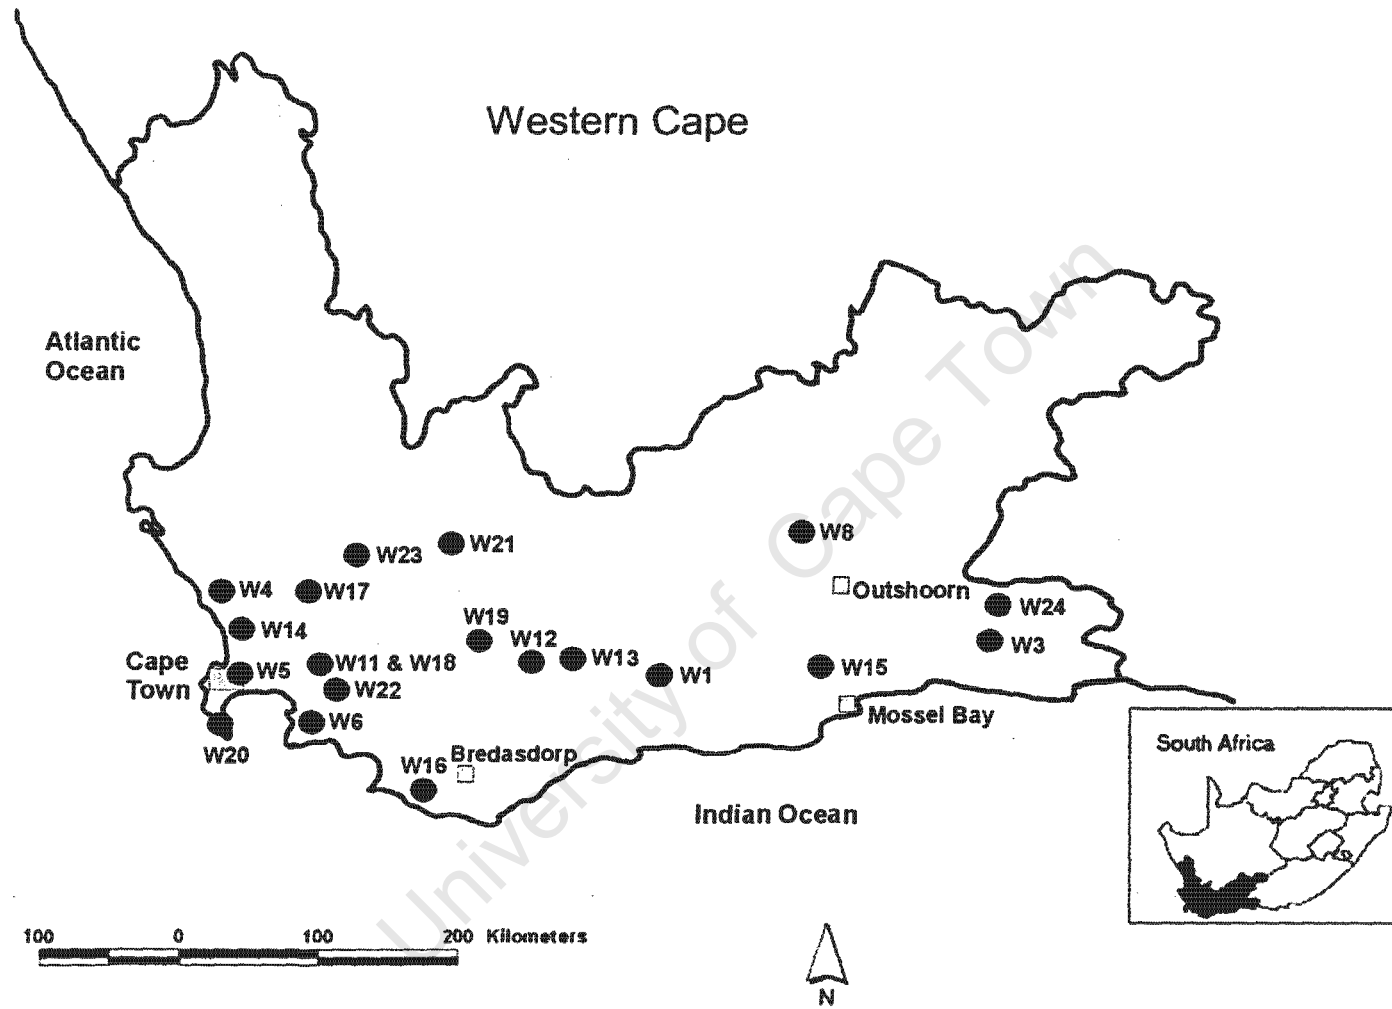 Western Cape
Atlantic
Ocean
W8
W21
W23
Outshoorn
W4
W17
W24
W19
W14
W12
W3
W13
Cape
Town
W5
W11 & W18
W15
W1
W22
Mossel Bay
W6
W20
South Africa
W16
Bredasdorp
Indian Ocean
100 0 100 200 Kilometers
N
University of Cape Town